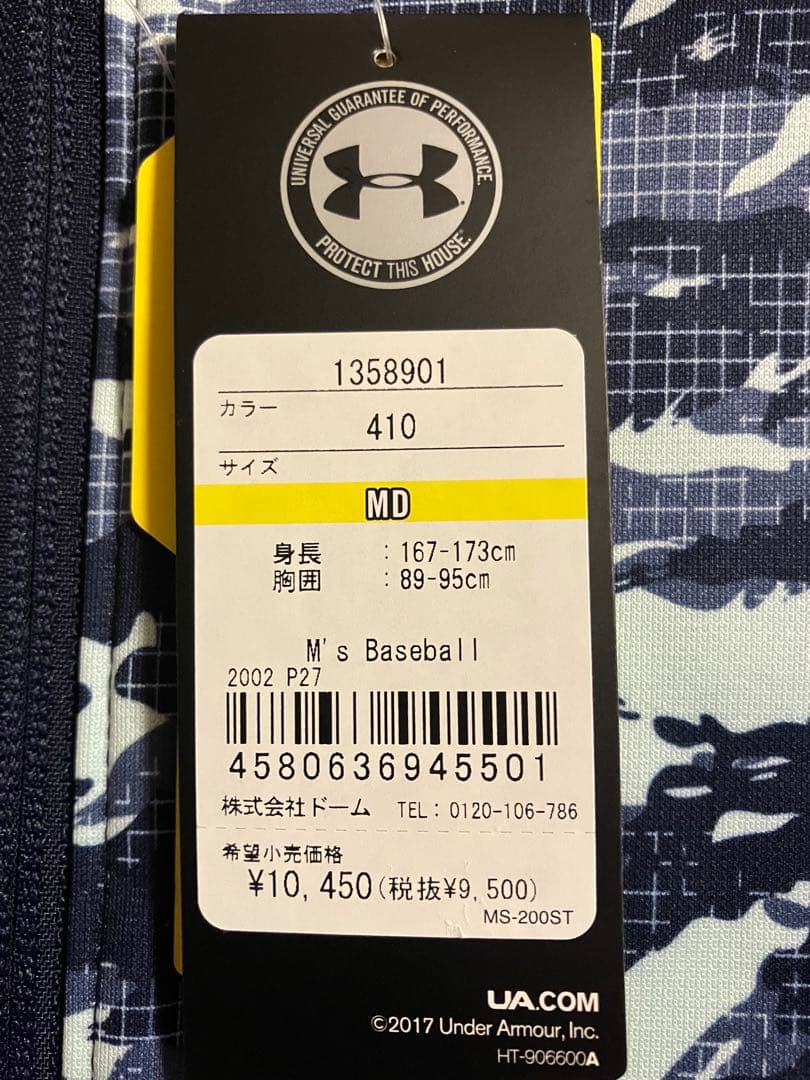 UNIVERSAL GUARANTEE OF PERFORMANCE.
PROTECT THIS HOUSE.
1358901
カラー
410
サイズ
MD
身長 : 167-173cm
胸囲 : 89-95cm
M's Baseball
2002 P27
4580636945501
株式会社ドーム TEL: 0120-106-786
希望小売価格
¥10,450(税抜¥9,500)
MS-200ST
UA.COM
©2017 Under Armour, Inc.
HT-906600A